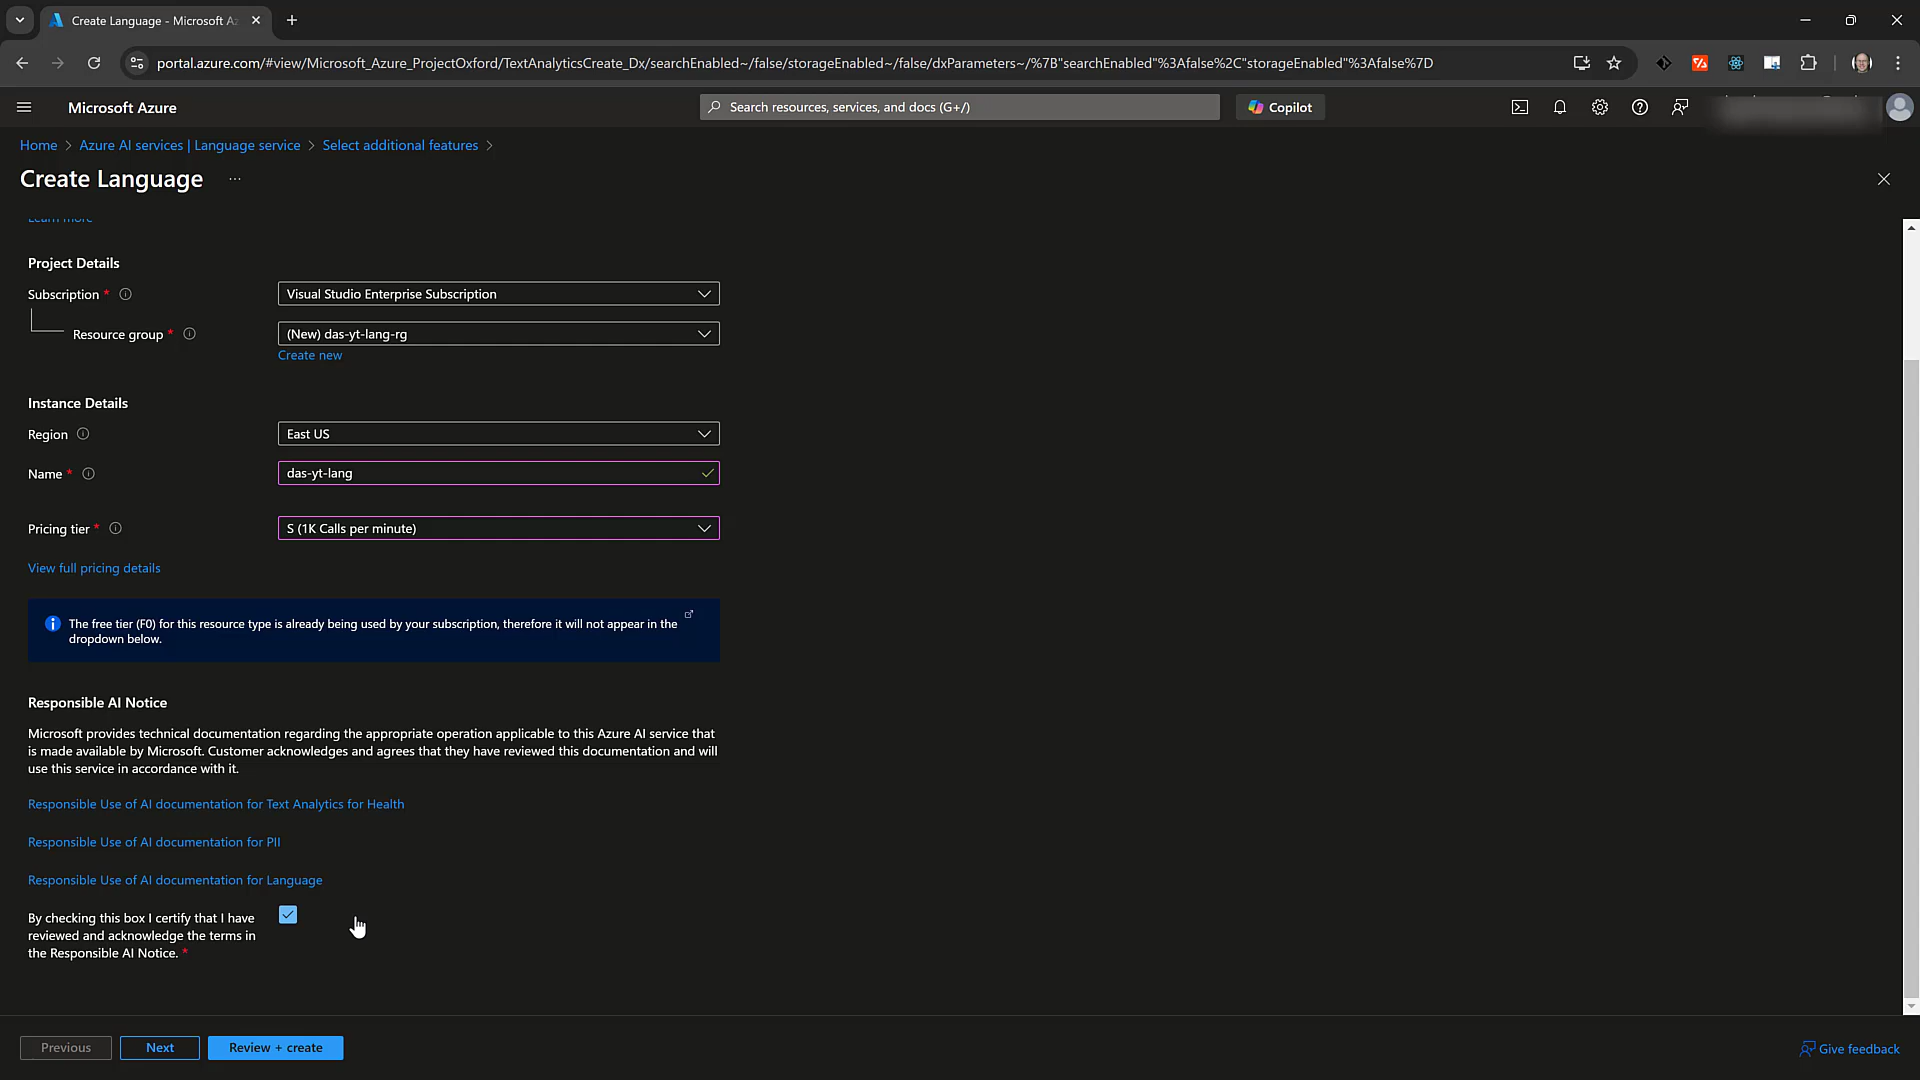 Create Language - Microsoft Az
portal.azure.com/#view/Microsoft_Azure_ProjectOxford/TextAnalyticsCreate_Dx/searchEnabled~/false/storageEnabled~/false/dxParameters~/%7B"searchEnabled"%3Afalse%2C"storageEnabled"%3Afalse%7D
Microsoft Azure
Search resources, services, and docs (G+/)
Copilot
Home > Azure AI services | Language service > Select additional features >
Create Language ...
Learn more
Project Details
Subscription *
Visual Studio Enterprise Subscription
Resource group *
(New) das-yt-lang-rg
Create new
Instance Details
Region
East US
Name *
das-yt-lang
Pricing tier *
S (1K Calls per minute)
View full pricing details
The free tier (F0) for this resource type is already being used by your subscription, therefore it will not appear in the
dropdown below.
Responsible AI Notice
Microsoft provides technical documentation regarding the appropriate operation applicable to this Azure AI service that
is made available by Microsoft. Customer acknowledges and agrees that they have reviewed this documentation and will
use this service in accordance with it.
Responsible Use of AI documentation for Text Analytics for Health
Responsible Use of AI documentation for PII
Responsible Use of AI documentation for Language
By checking this box I certify that I have
reviewed and acknowledge the terms in
the Responsible AI Notice. *
Previous
Next
Review + create
Give feedback